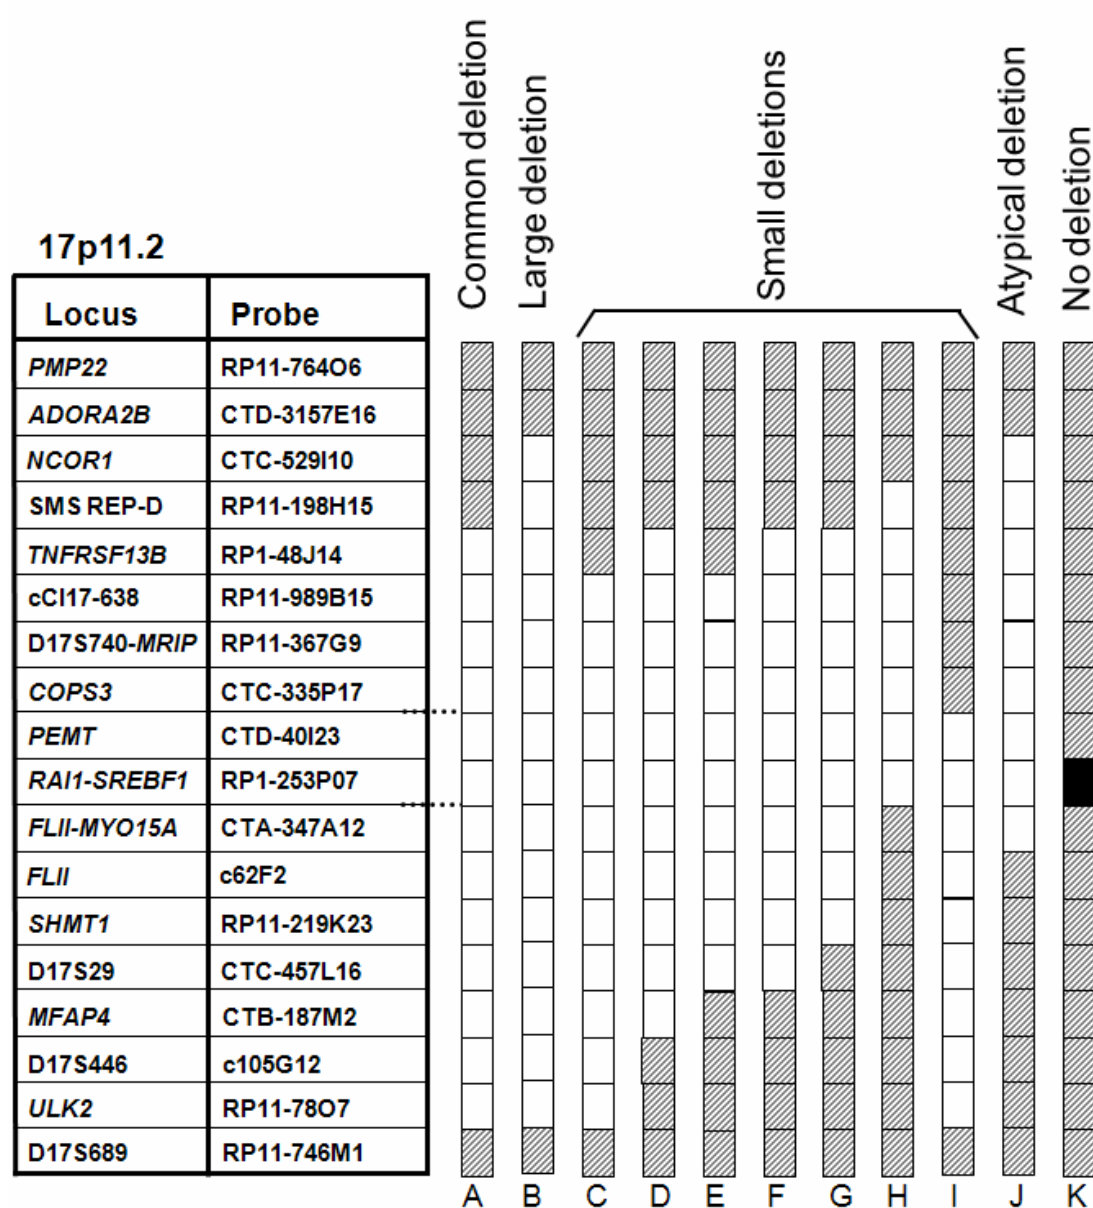 Common deletion
Large deletion
Small deletions
Atypical deletion
No deletion
17p11.2
Locus Probe
PMP22 RP11-764O6
ADORA2B CTD-3157E16
NCOR1 CTC-529I10
SMS REP-D RP11-198H15
TNFRSF13B RP1-48J14
cCI17-638 RP11-989B15
D17S740-MRIP RP11-367G9
COPS3 CTC-335P17
PEMT CTD-40I23
RAI1-SREBF1 RP1-253P07
FLII-MYO15A CTA-347A12
FLII c62F2
SHMT1 RP11-219K23
D17S29 CTC-457L16
MFAP4 CTB-187M2
D17S446 c105G12
ULK2 RP11-78O7
D17S689 RP11-746M1
A B C D E F G H I J K